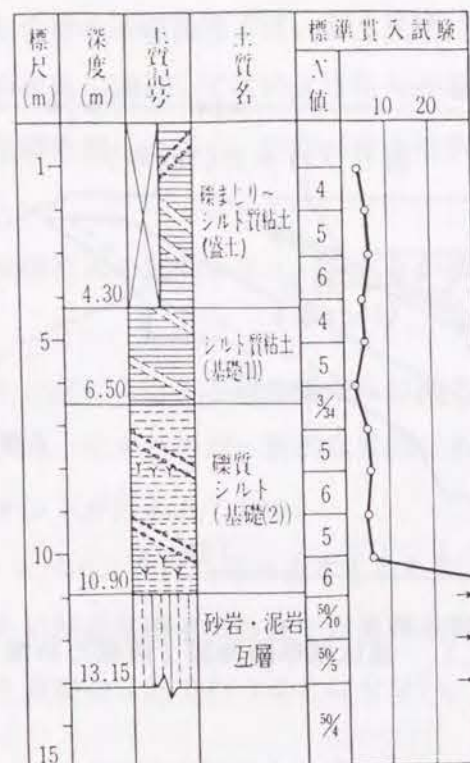 標尺(m)
深度(m)
土質記号
土質名
標準貫入試験
N値
10 20
1
5
10
15
4.30
6.50
10.90
13.15
礫まじり〜
シルト質粘土
(盛土)
シルト質粘土
(基礎1))
礫質
シルト
(基礎(2))
砂岩・泥岩
互層
4
5
6
4
5
3/34
5
6
5
6
50/10
50/5
50/4